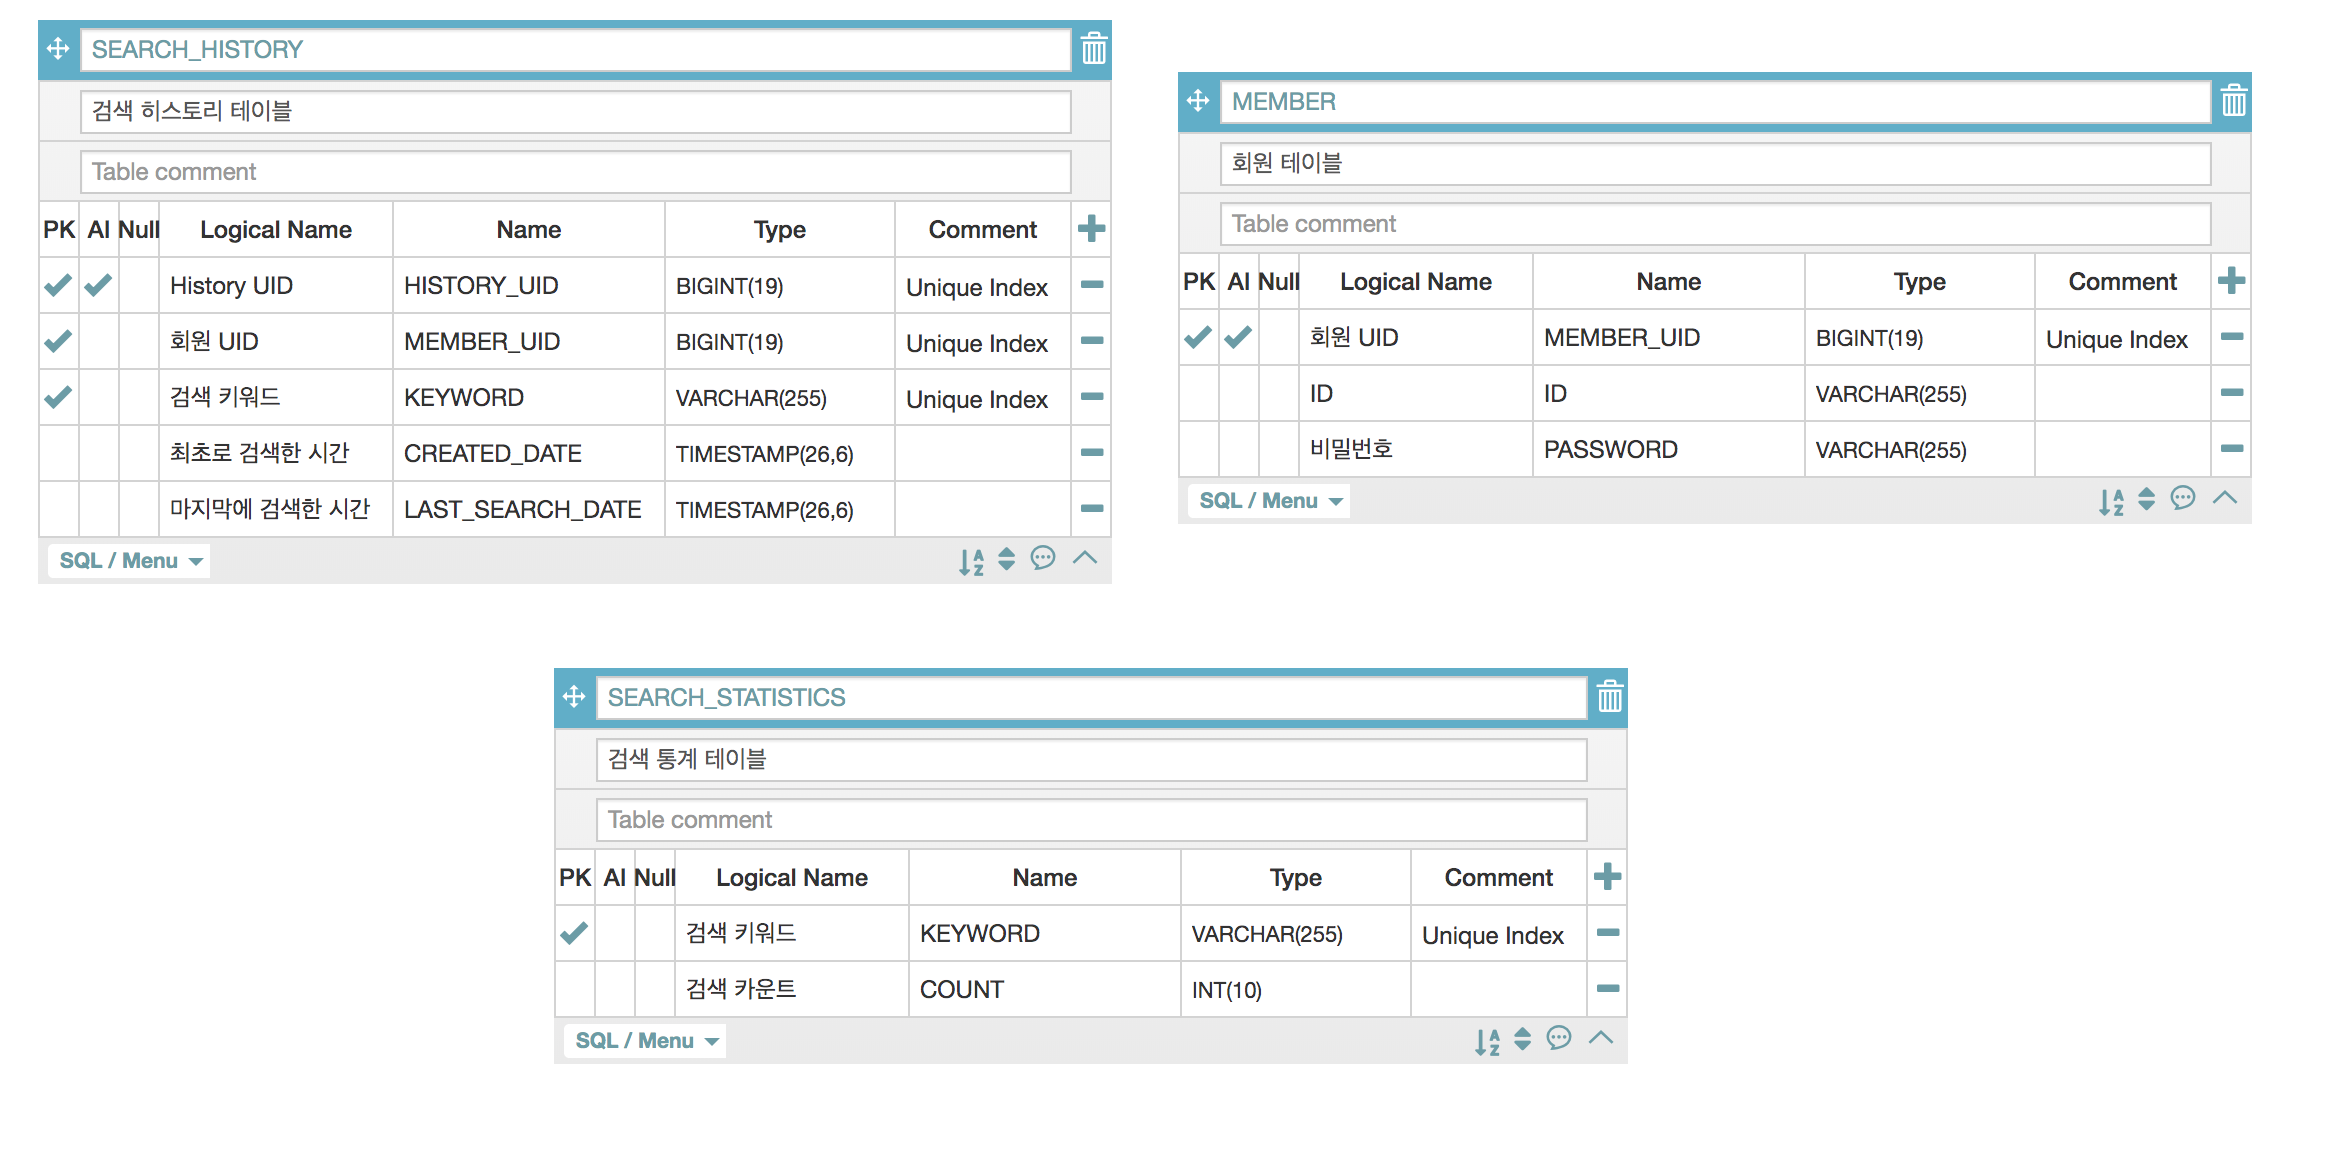 SEARCH_HISTORY
검색 히스토리 테이블
Table comment
PK AI Null Logical Name Name Type Comment
History UID HISTORY_UID BIGINT(19) Unique Index
회원 UID MEMBER_UID BIGINT(19) Unique Index
검색 키워드 KEYWORD VARCHAR(255) Unique Index
최초로 검색한 시간 CREATED_DATE TIMESTAMP(26,6)
마지막에 검색한 시간 LAST_SEARCH_DATE TIMESTAMP(26,6)
SQL / Menu
MEMBER
회원 테이블
Table comment
PK AI Null Logical Name Name Type Comment
회원 UID MEMBER_UID BIGINT(19) Unique Index
ID ID VARCHAR(255)
비밀번호 PASSWORD VARCHAR(255)
SQL / Menu
SEARCH_STATISTICS
검색 통계 테이블
Table comment
PK AI Null Logical Name Name Type Comment
검색 키워드 KEYWORD VARCHAR(255) Unique Index
검색 카운트 COUNT INT(10)
SQL / Menu